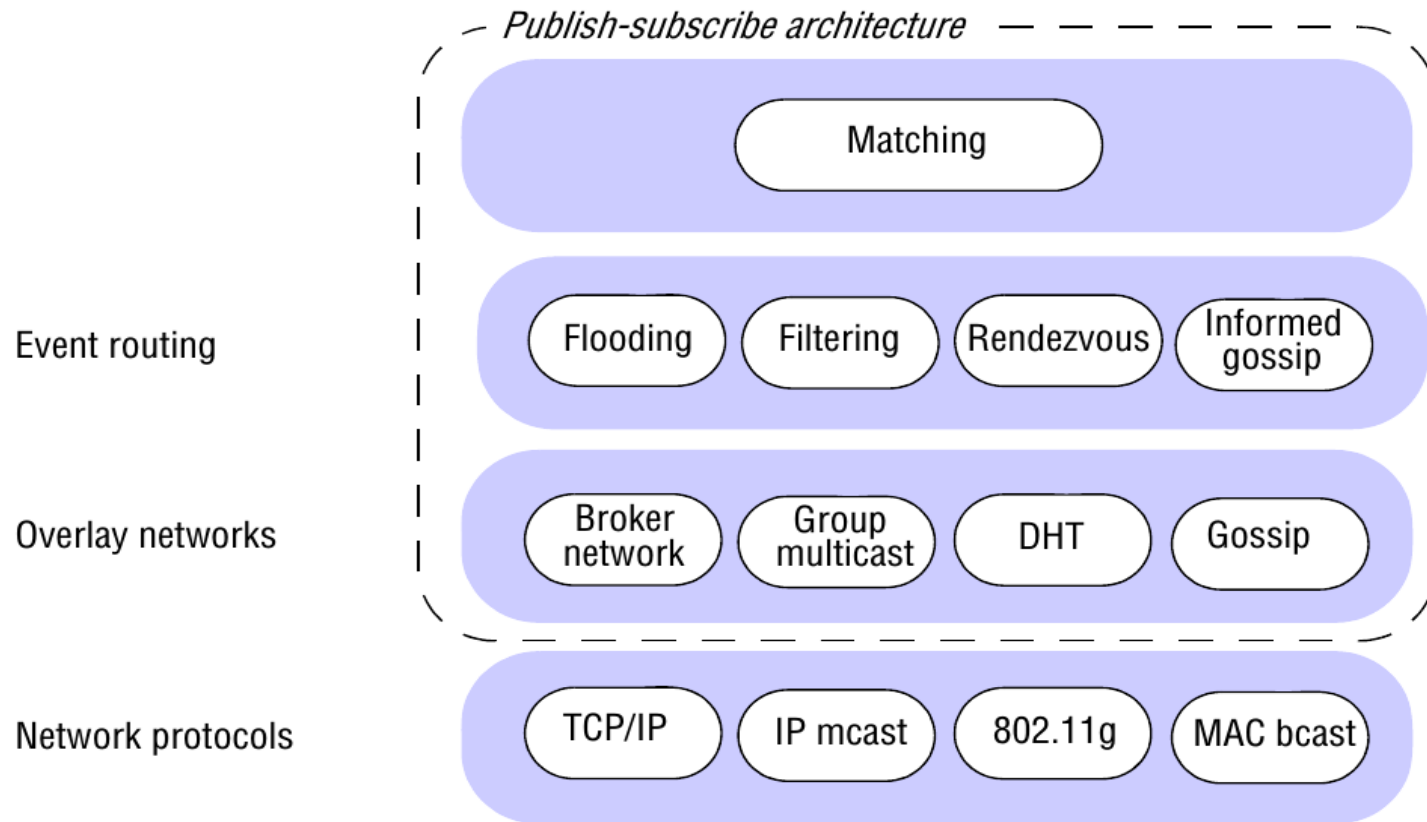 Publish-subscribe architecture
Matching
Event routing
Flooding
Filtering
Rendezvous
Informed
gossip
Overlay networks
Broker
network
Group
multicast
DHT
Gossip
Network protocols
TCP/IP
IP mcast
802.11g
MAC bcast